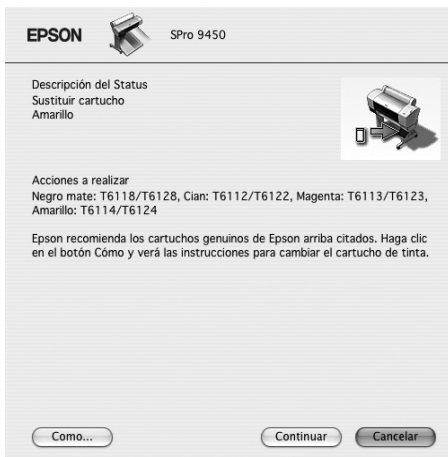 EPSON
SPro 9450
Descripción del Status
Sustituir cartucho
Amarillo
Acciones a realizar
Negro mate: T6118/T6128, Cian: T6112/T6122, Magenta: T6113/T6123,
Amarillo: T6114/T6124
Epson recomienda los cartuchos genuinos de Epson arriba citados. Haga clic
en el botón Cómo y verá las instrucciones para cambiar el cartucho de tinta.
Como...
Continuar
Cancelar